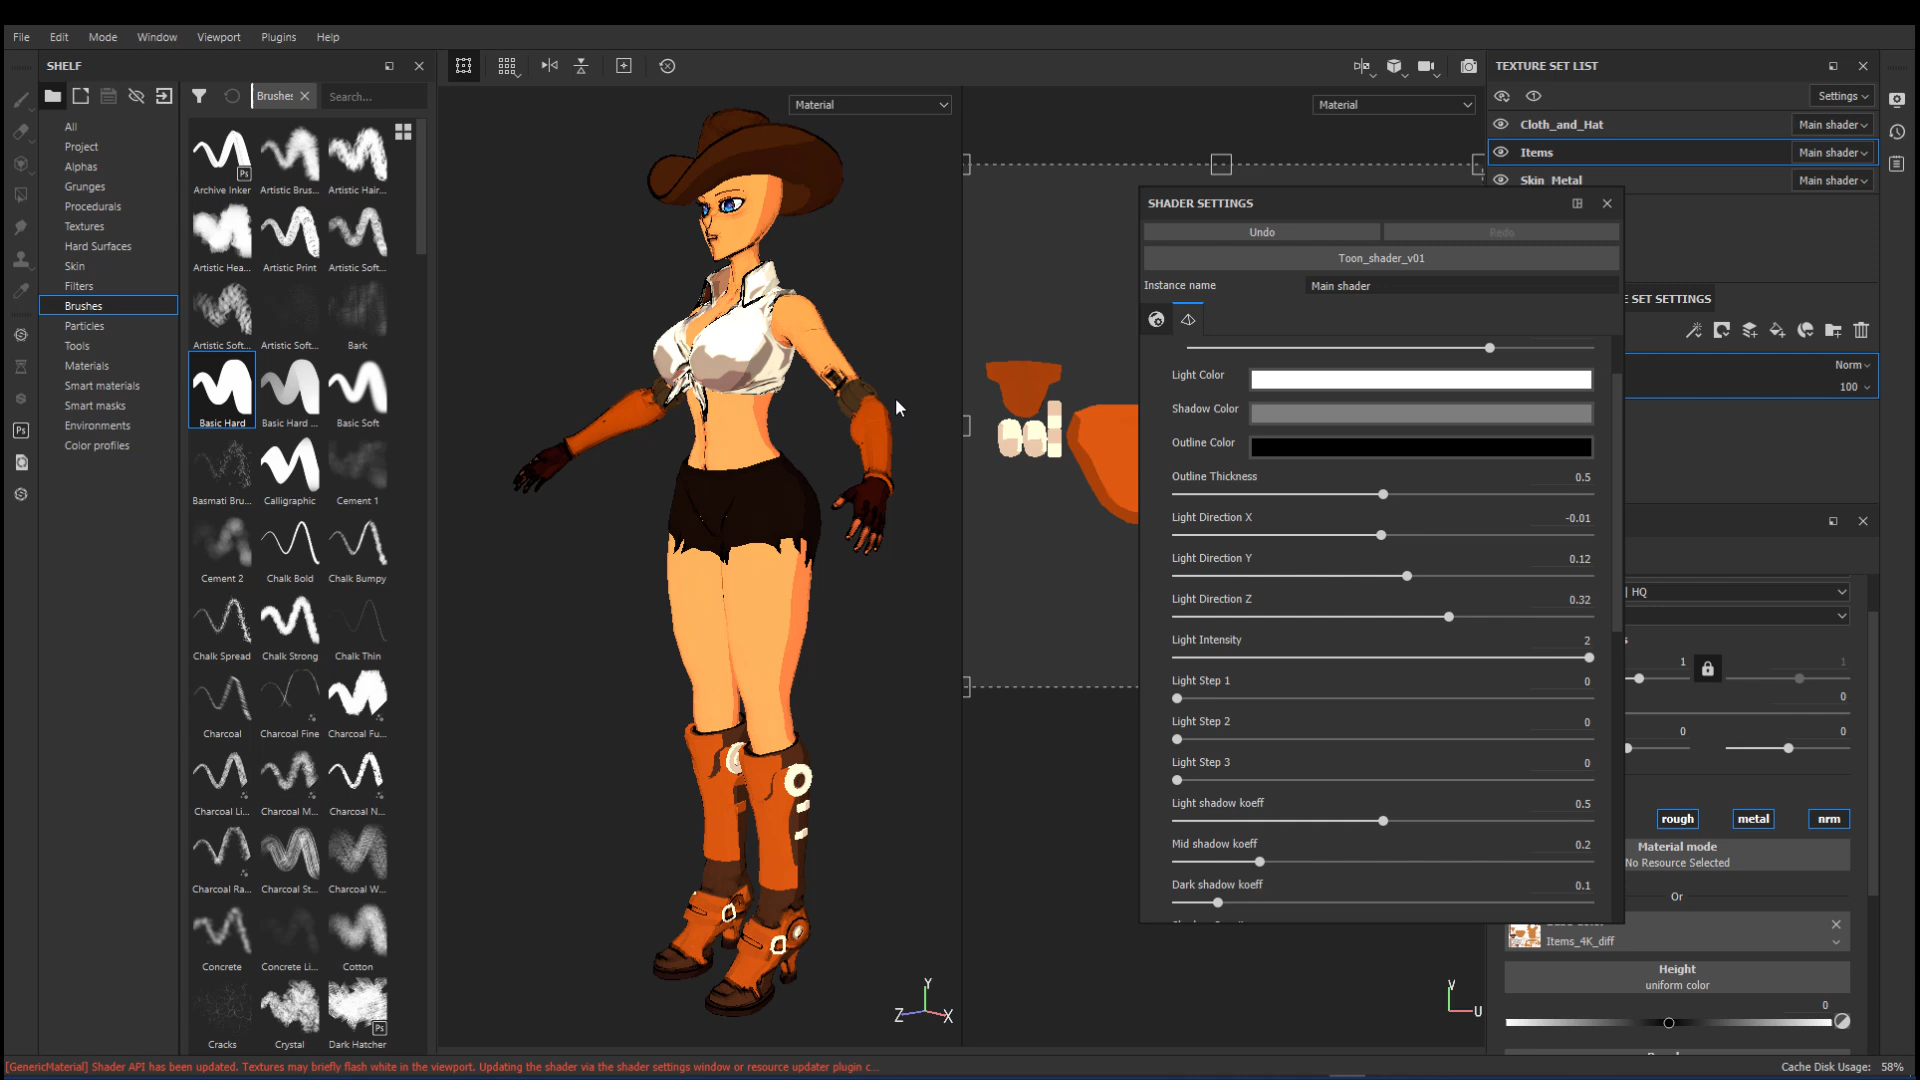 File Edit Mode Window Viewport Plugins Help
SHELF
Brushes
Search...
All
Project
Alphas
Grunges
Procedurals
Textures
Hard Surfaces
Skin
Filters
Brushes
Particles
Tools
Materials
Smart materials
Smart masks
Environments
Color profiles
Archive Inker Artistic Brus... Artistic Hair...
Artistic Hea... Artistic Print Artistic Soft...
Artistic Soft... Artistic Soft... Bark
Basic Hard Basic Hard ... Basic Soft
Basmati Bru... Calligraphic Cement 1
Cement 2 Chalk Bold Chalk Bumpy
Chalk Spread Chalk Strong Chalk Thin
Charcoal Charcoal Fine Charcoal Fu...
Charcoal Li... Charcoal M... Charcoal N...
Charcoal Ra... Charcoal St... Charcoal W...
Concrete Concrete Li... Cotton
Cracks Crystal Dark Hatcher
Ps
Ps
Ps
Material
Material
Y
Z X
V
U
TEXTURE SET LIST
Settings
Cloth_and_Hat Main shader
Items Main shader
Skin_Metal Main shader
SHADER SETTINGS
Undo Redo
Toon_shader_v01
Instance name Main shader
Light Color
Shadow Color
Outline Color
Outline Thickness 0.5
Light Direction X -0.01
Light Direction Y 0.12
Light Direction Z 0.32
Light Intensity 2
Light Step 1 0
Light Step 2 0
Light Step 3 0
Light shadow koeff 0.5
Mid shadow koeff 0.2
Dark shadow koeff 0.1
E SET SETTINGS
Norm
100
| HQ
s
1 1
0
0 0
rough metal nrm
Material mode
No Resource Selected
Or
Items_4K_diff
Height
uniform color
0
[GenericMaterial] Shader API has been updated. Textures may briefly flash white in the viewport. Updating the shader via the shader settings window or resource updater plugin c...
Cache Disk Usage: 58%